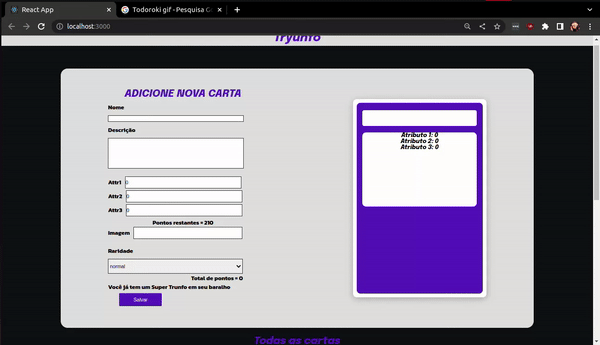 React App
Todoroki gif - Pesquisa G
localhost:3000
Tryunfo
ADICIONE NOVA CARTA
Nome
Descrição
Attr1 0
Attr2 0
Attr3 0
Pontos restantes = 210
Imagem
Raridade
normal
Total de pontos = 0
Você já tem um Super Trunfo em seu baralho
Salvar
Atributo 1: 0
Atributo 2: 0
Atributo 3: 0
Todas as cartas